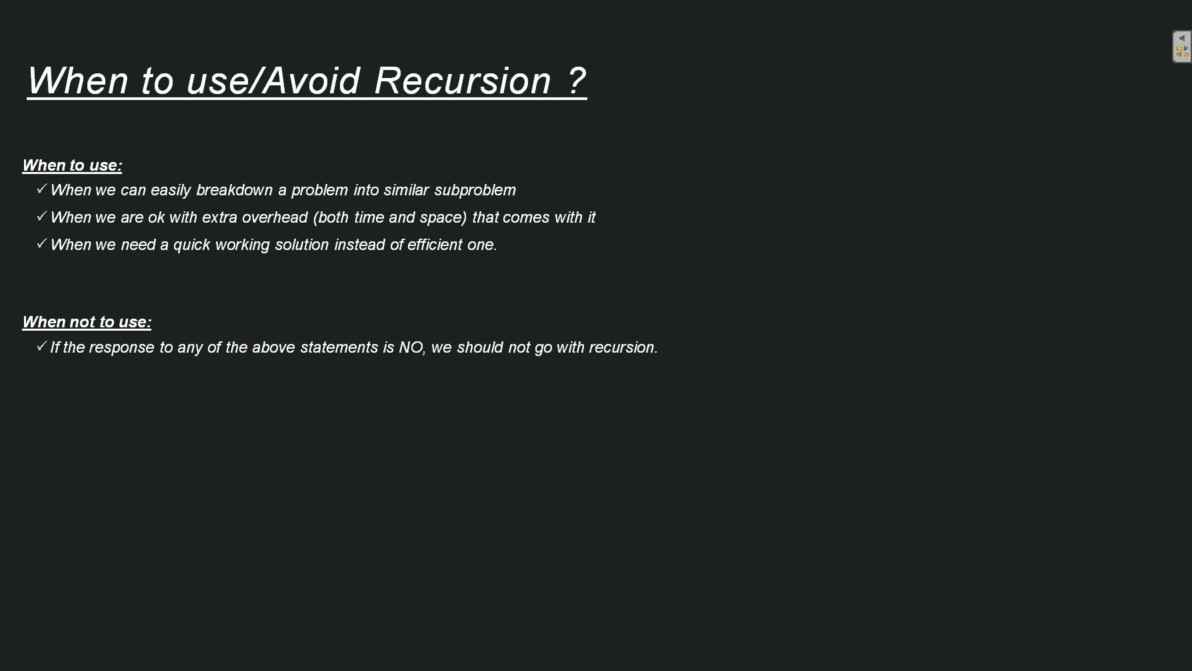 When to use/Avoid Recursion ?
When to use:
✓ When we can easily breakdown a problem into similar subproblem
✓ When we are ok with extra overhead (both time and space) that comes with it
✓ When we need a quick working solution instead of efficient one.
When not to use:
✓ If the response to any of the above statements is NO, we should not go with recursion.